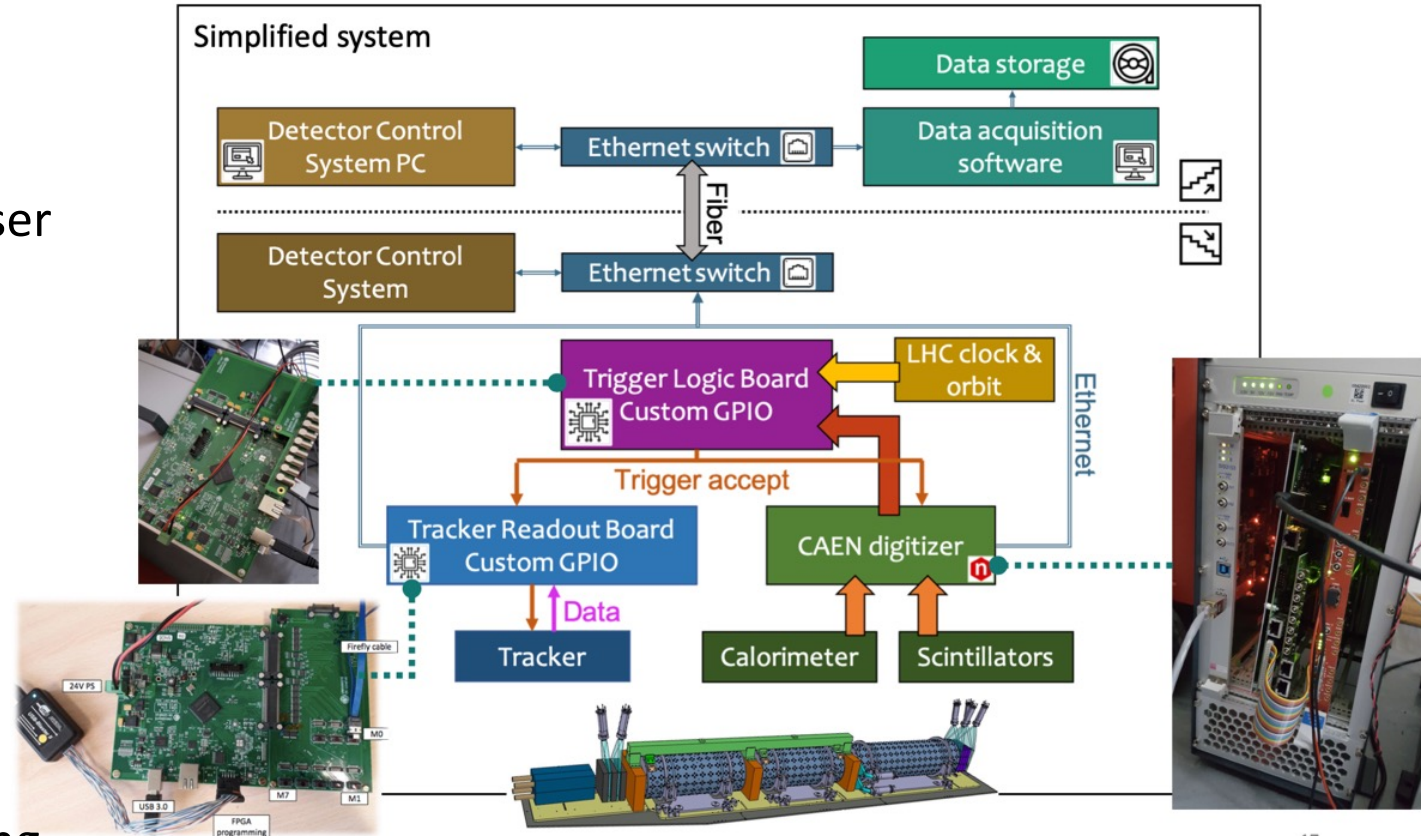 Simplified system
Data storage
Detector Control
System PC
Ethernet switch
Data acquisition
software
Fiber
Detector Control
System
Ethernet switch
Trigger Logic Board
Custom GPIO
LHC clock &
orbit
Ethernet
Trigger accept
Tracker Readout Board
Custom GPIO
CAEN digitizer
n
Data
Tracker
Calorimeter
Scintillators
Firefly cable
24V PS
M0
USB 3.0
M7
M1
FPGA
programming